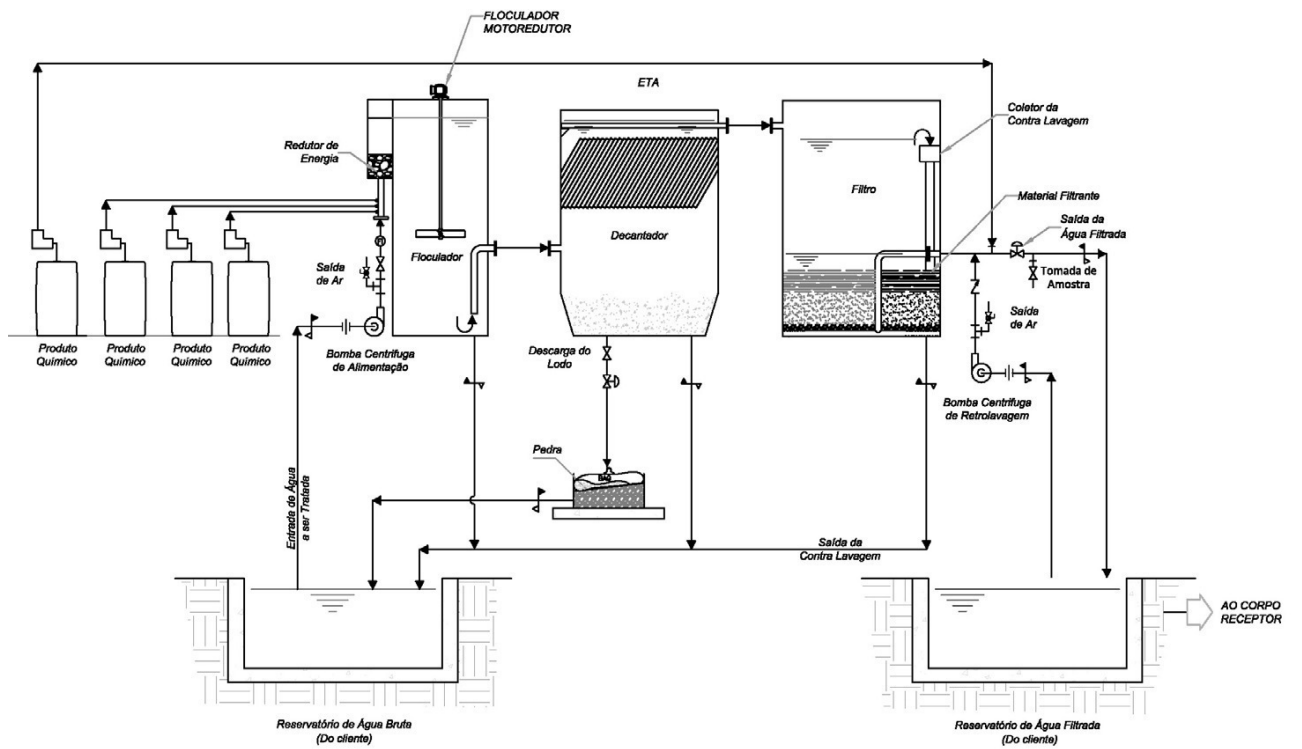 FLOCULADOR
MOTOREDUTOR
ETA
Coletor da
Contra Lavagem
Redutor de
Energia
Material Filtrante
Filtro
Saída da
Água Filtrada
Decantador
Floculador
Saída
de Ar
Tomada de
Amostra
Saída
de Ar
Produto
Químico
Produto
Químico
Produto
Químico
Produto
Químico
Bomba Centrífuga
de Alimentação
Descarga do
Lodo
Bomba Centrífuga
de Retrolavagem
Pedra
BAG
Entrada de Água
a ser Tratada
Saída da
Contra Lavagem
AO CORPO
RECEPTOR
Reservatório de Água Bruta
(Do cliente)
Reservatório de Água Filtrada
(Do cliente)